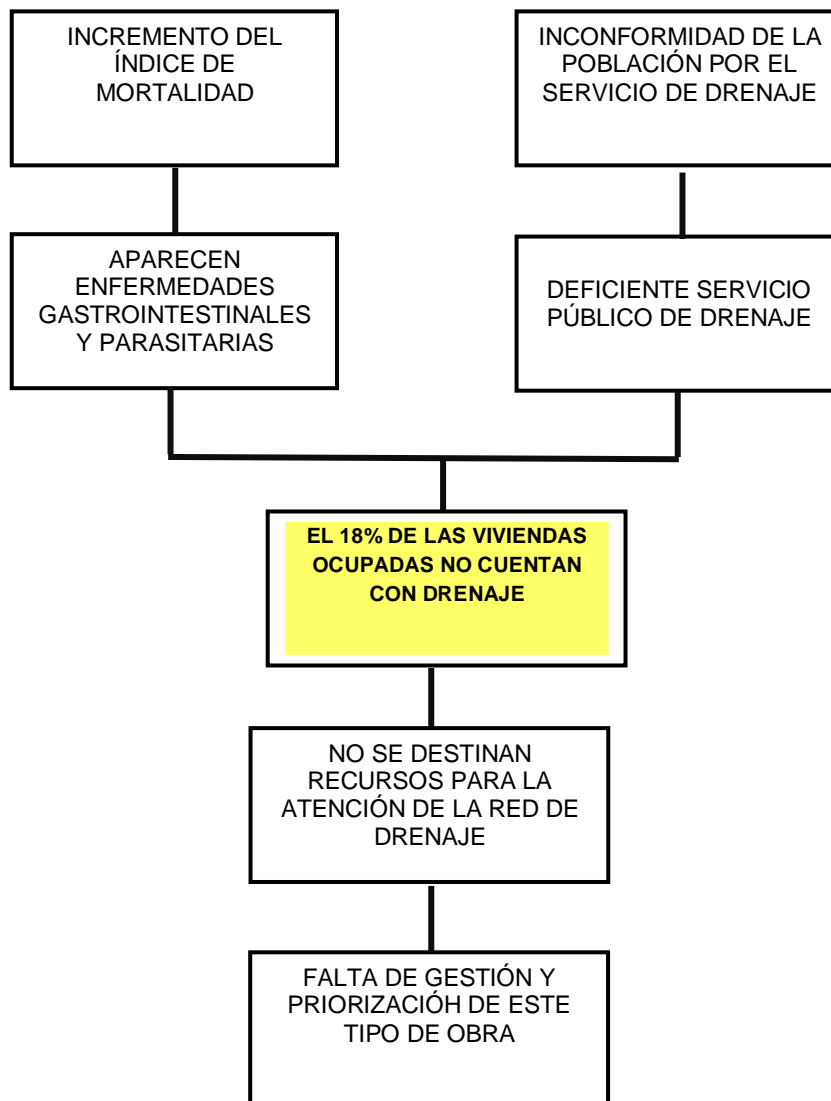 INCREMENTO DEL
ÍNDICE DE
MORTALIDAD
INCONFORMIDAD DE LA
POBLACIÓN POR EL
SERVICIO DE DRENAJE
APARECEN
ENFERMEDADES
GASTROINTESTINALES
Y PARASITARIAS
DEFICIENTE SERVICIO
PÚBLICO DE DRENAJE
EL 18% DE LAS VIVIENDAS
OCUPADAS NO CUENTAN
CON DRENAJE
NO SE DESTINAN
RECURSOS PARA LA
ATENCIÓN DE LA RED DE
DRENAJE
FALTA DE GESTIÓN Y
PRIORIZACIÓH DE ESTE
TIPO DE OBRA